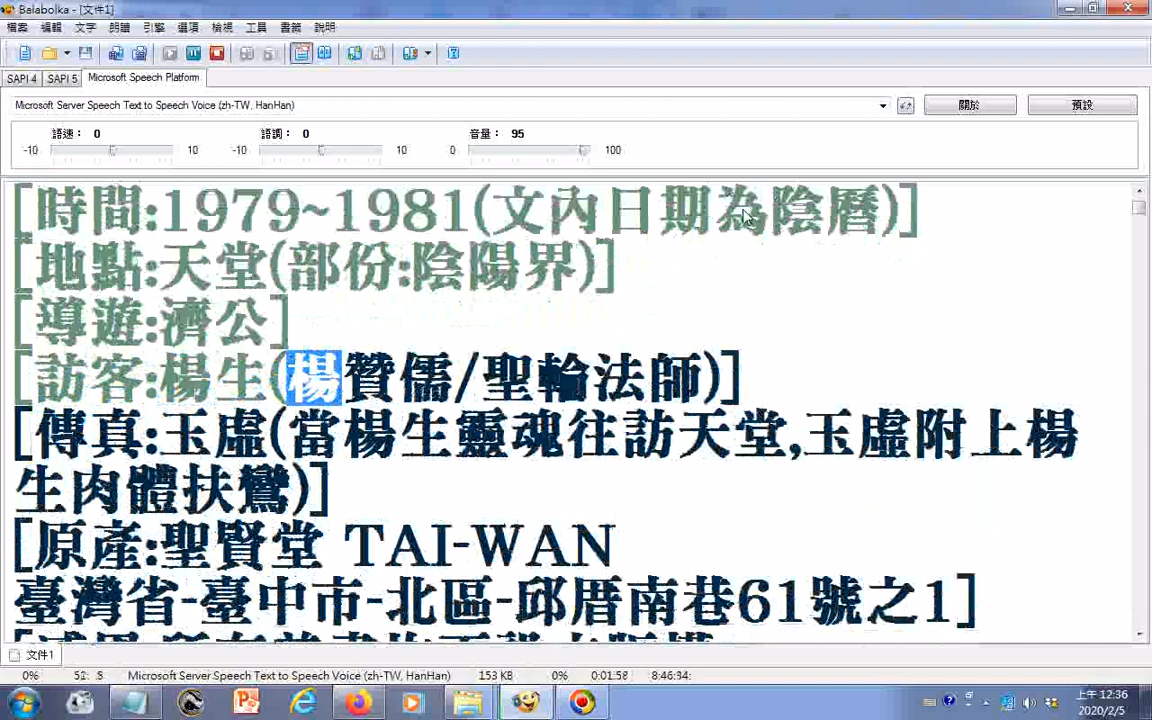 Balabolka - [文件1]
檔案 編輯 文字 朗讀 引擎 選項 檢視 工具 書籤 說明
SAPI 4 SAPI 5 Microsoft Speech Platform
Microsoft Server Speech Text to Speech Voice (zh-TW, HanHan) 關於 預設
語速： 0 語調： 0 音量： 95
-10 10 -10 10 0 100
[時間:1979~1981(文內日期為陰曆)]
[地點:天堂(部份:陰陽界)]
[導遊:濟公]
[訪客:楊生(楊贊儒/聖輪法師)]
[傳真:玉虛(當楊生靈魂往訪天堂,玉虛附上楊
生肉體扶鸞)]
[原產:聖賢堂 TAI-WAN
臺灣省-臺中市-北區-邱厝南巷61號之1]
文件1
0% 52: 3 Microsoft Server Speech Text to Speech Voice (zh-TW, HanHan) 153 KB 0% 0:01:58 8:46:34:
上午 12:36
2020/2/5